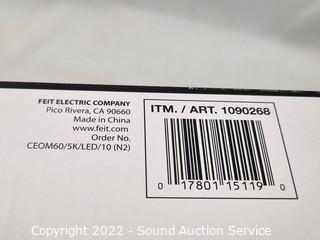 FEIT ELECTRIC COMPANY
Pico Rivera, CA 90660
Made in China
www.feit.com
Order No.
CEOM60/5K/LED/10 (N2)
ITM. / ART. 1090268
0 17801 15119 0
Copyright 2022 - Sound Auction Service